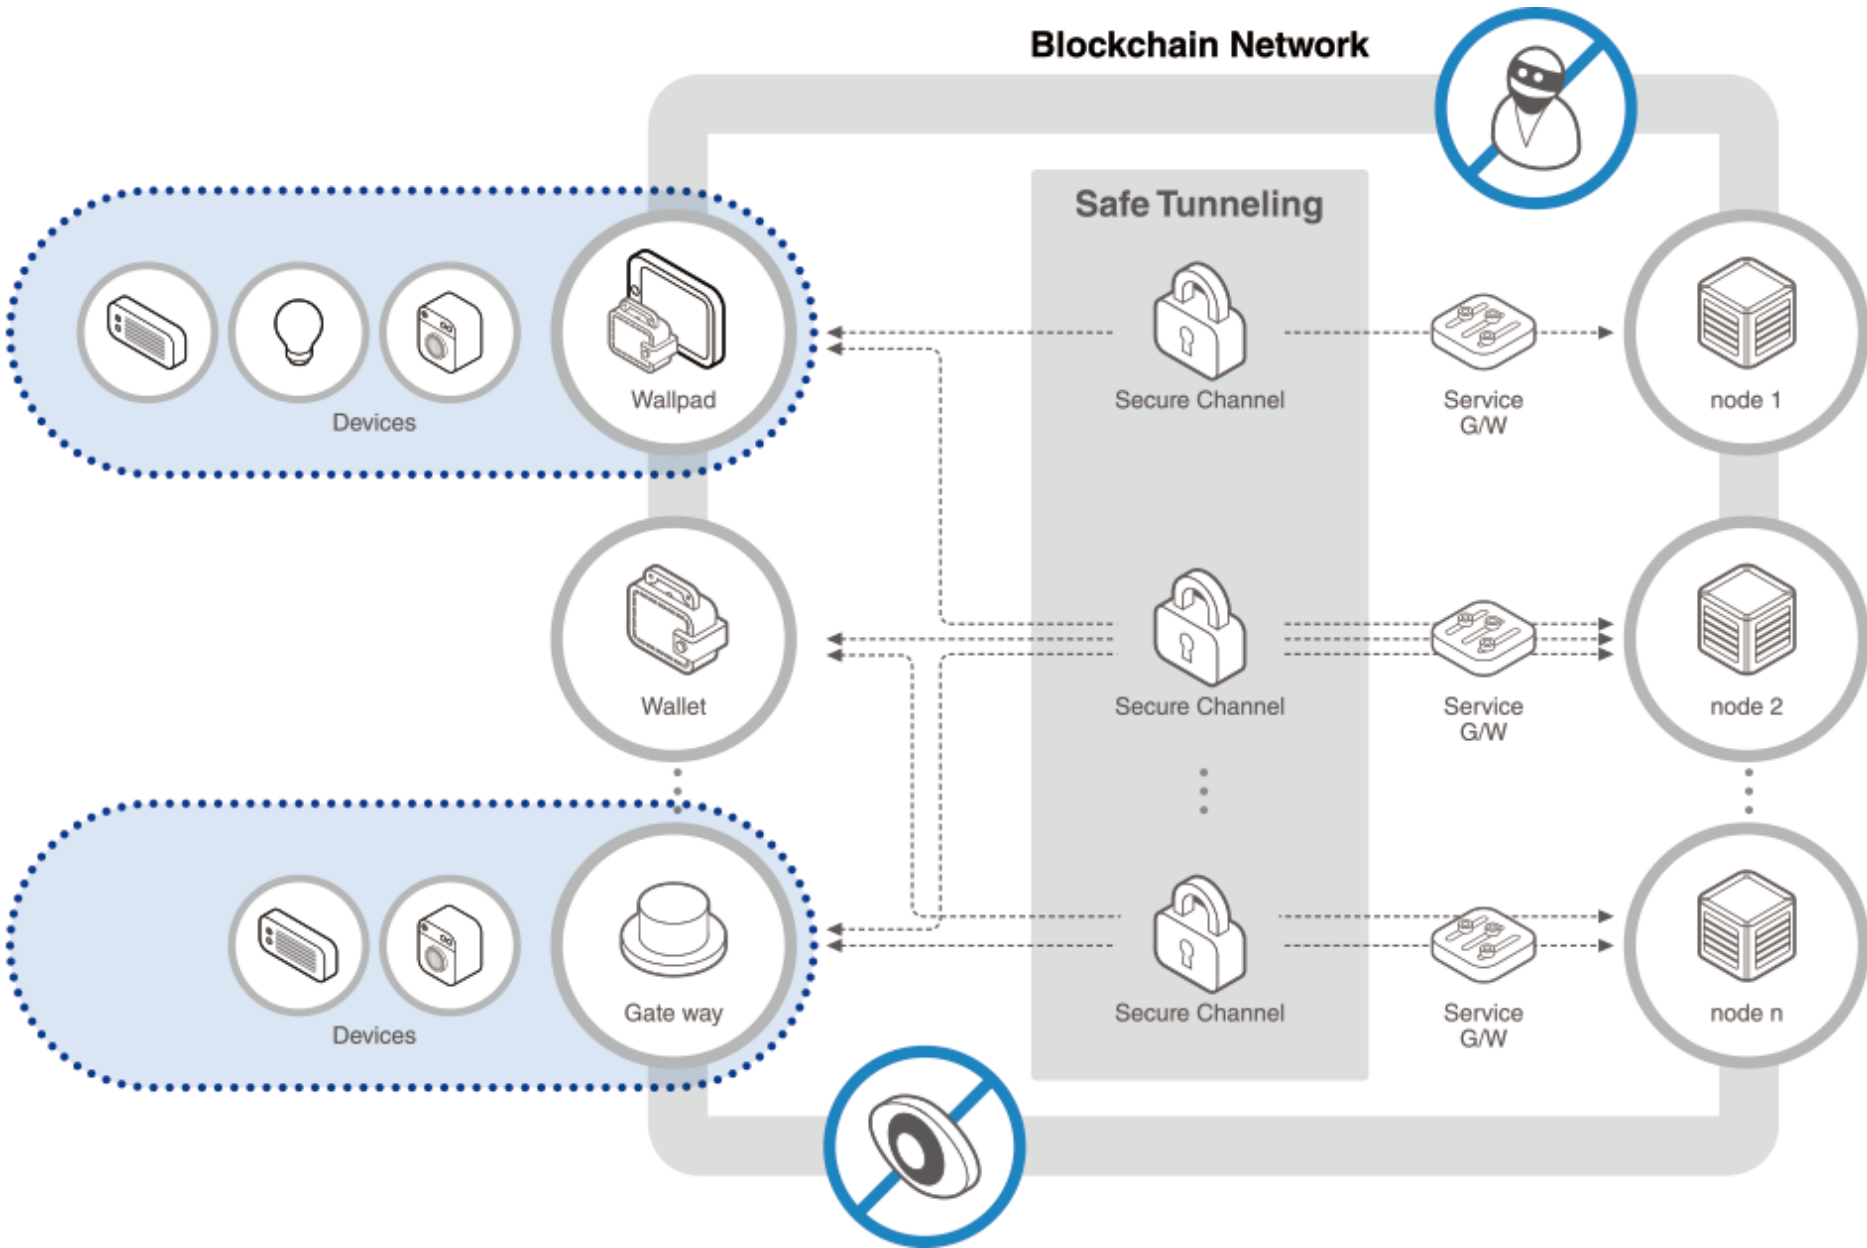 Blockchain Network
Safe Tunneling
Devices
Wallpad
Secure Channel
Service
G/W
node 1
Wallet
Secure Channel
Service
G/W
node 2
Devices
Gate way
Secure Channel
Service
G/W
node n